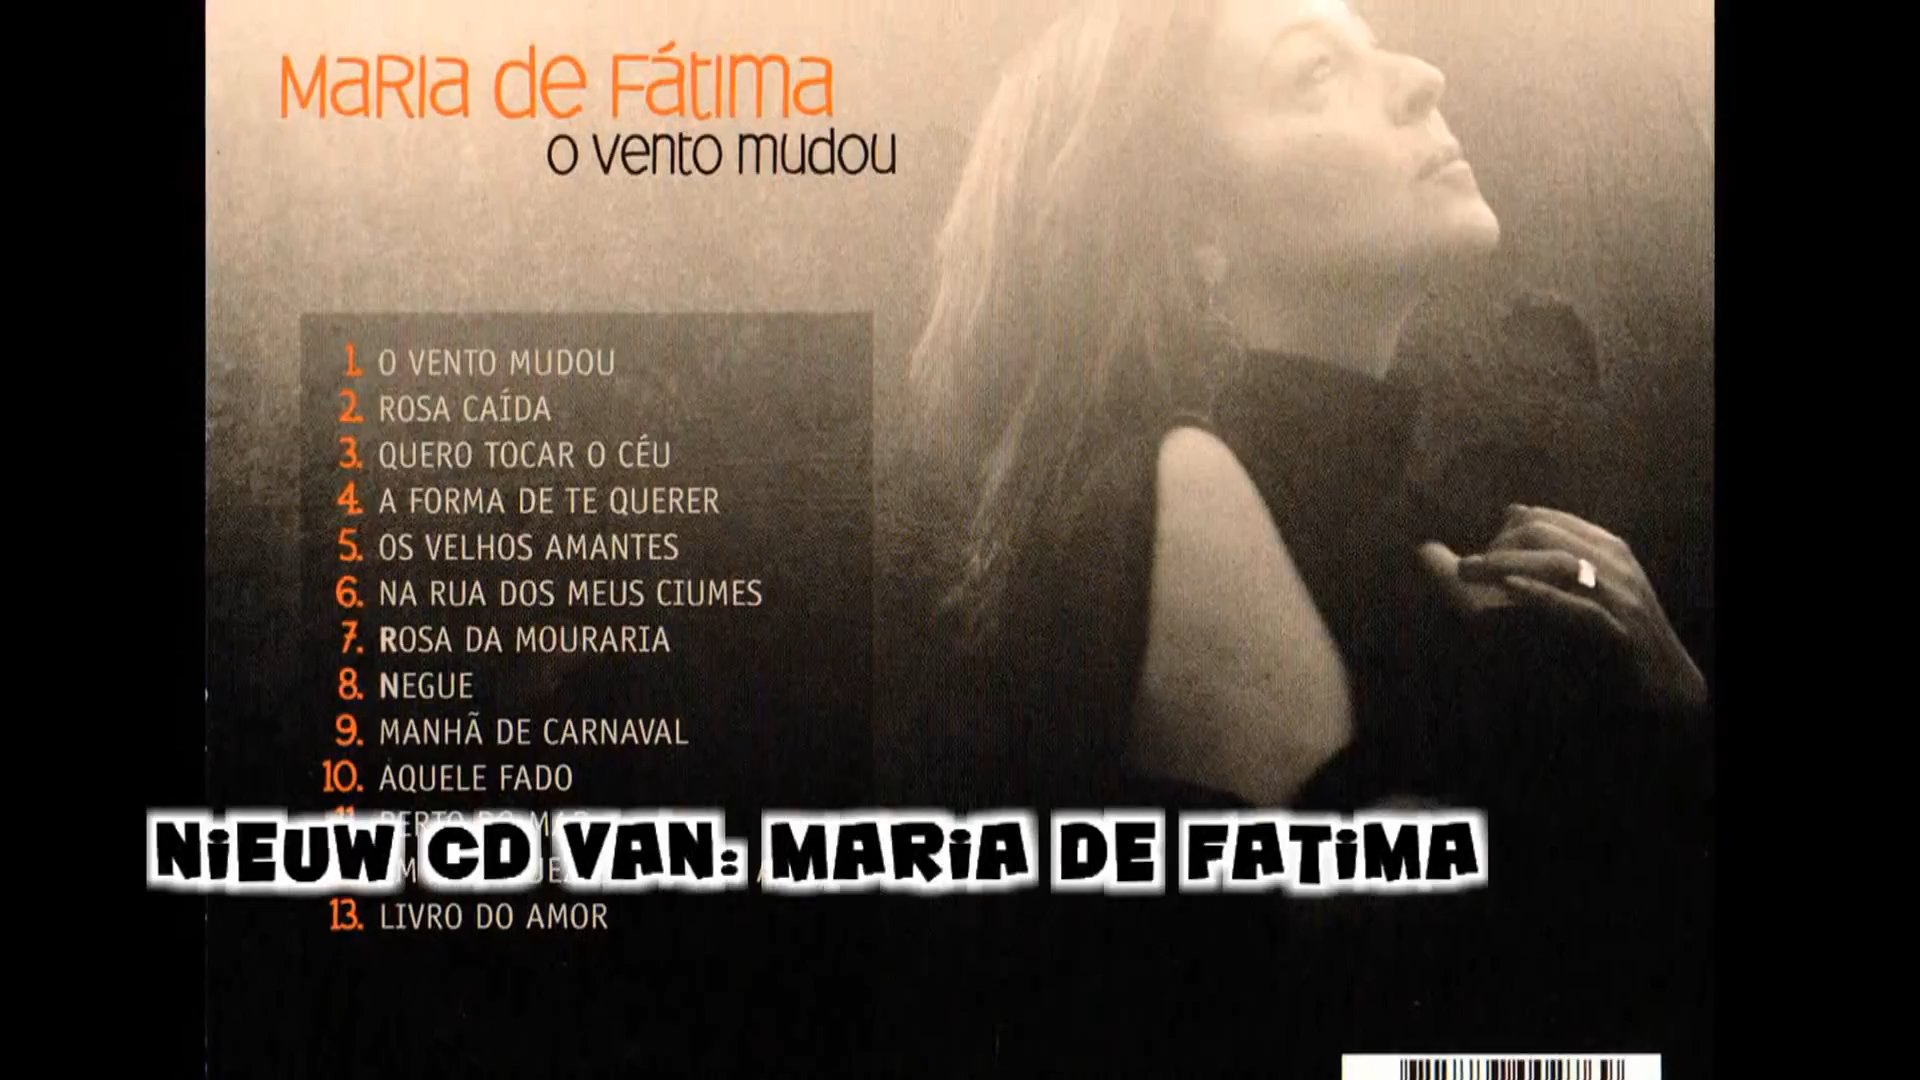 Maria de Fátima
o vento mudou
1. O VENTO MUDOU
2. ROSA CAÍDA
3. QUERO TOCAR O CÉU
4. A FORMA DE TE QUERER
5. OS VELHOS AMANTES
6. NA RUA DOS MEUS CIUMES
7. ROSA DA MOURARIA
8. NEGUE
9. MANHÃ DE CARNAVAL
10. AQUELE FADO
NIEUW CD VAN: MARIA DE FATIMA
13. LIVRO DO AMOR